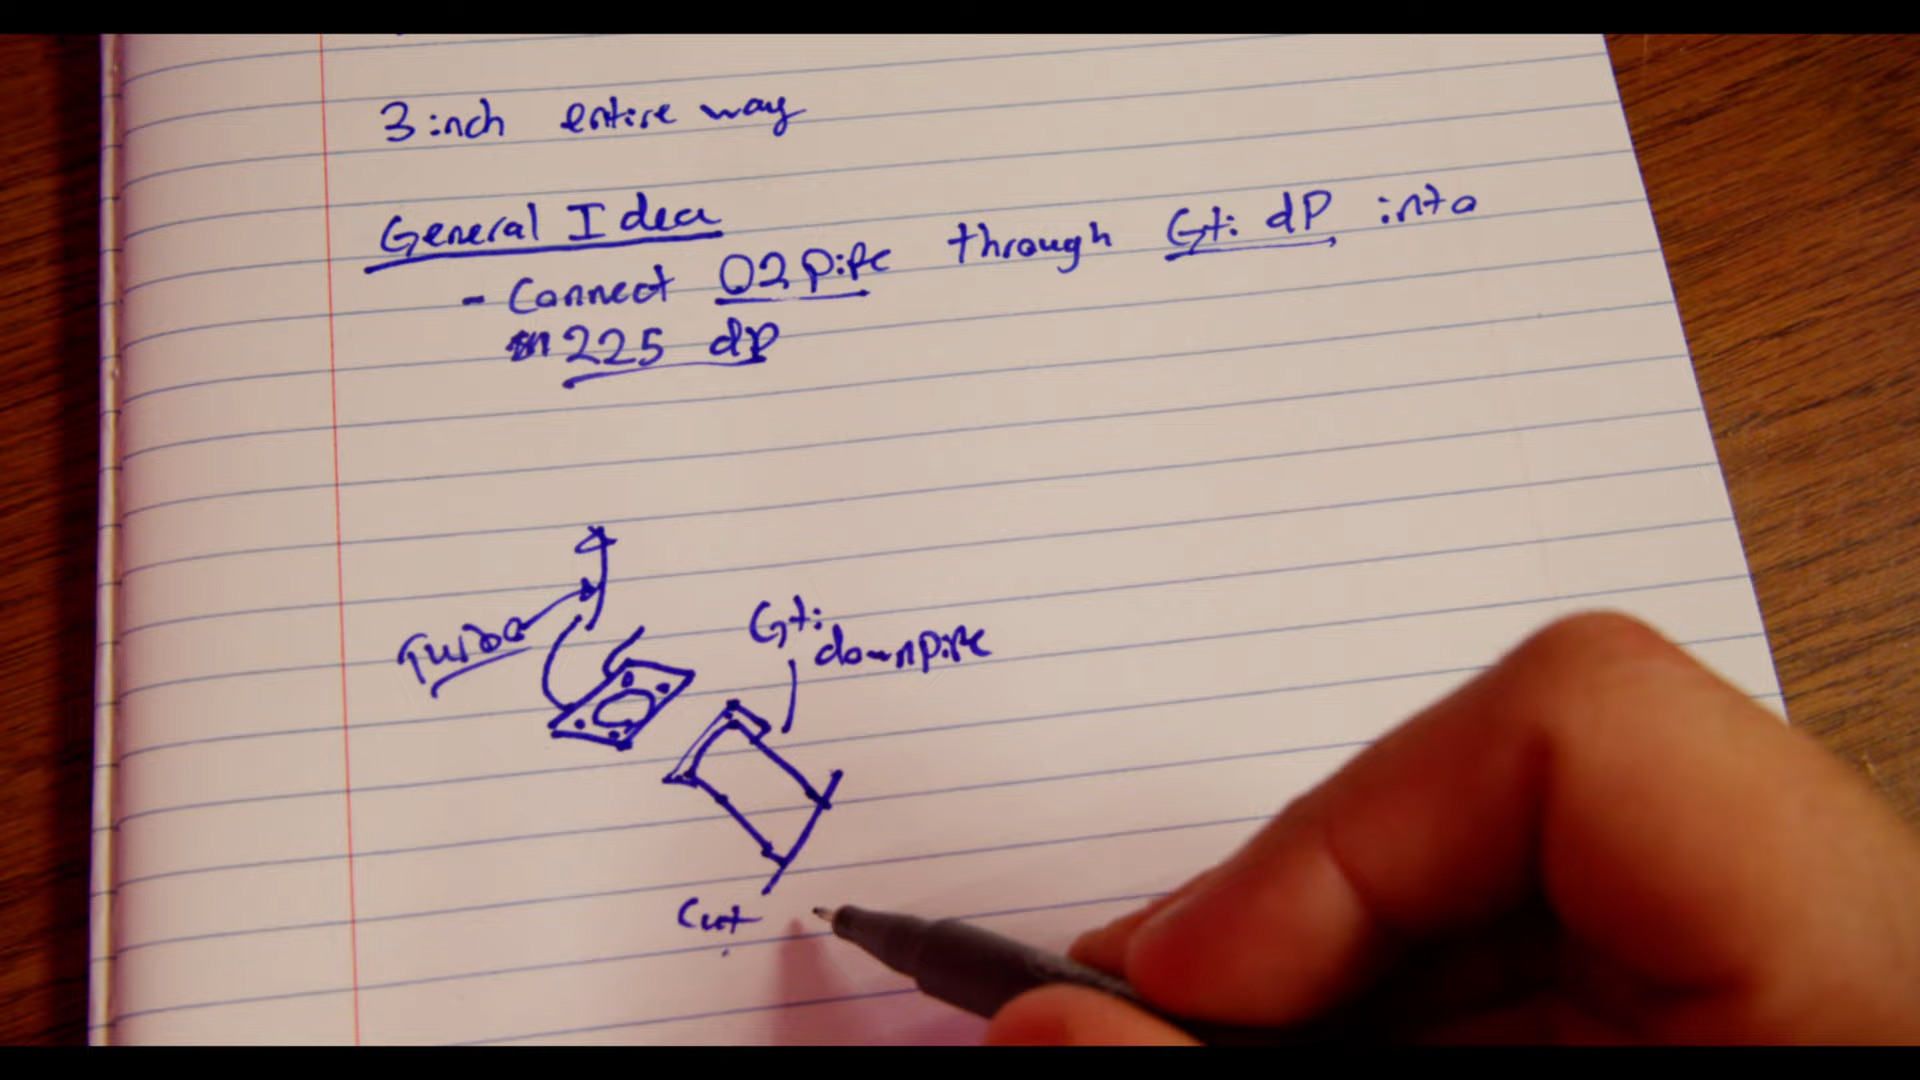 3 inch entire way
General Idea
- Connect O2 pipe through Gti dP into
225 dp
Turbo
Gti
downpipe
Cut